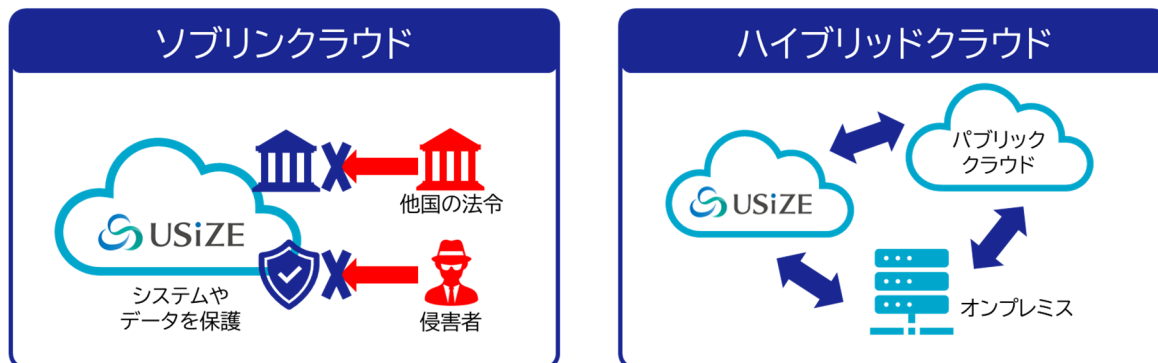 ソブリンクラウド
USiZE
システムや
データを保護
他国の法令
侵害者
ハイブリッドクラウド
USiZE
パブリック
クラウド
オンプレミス